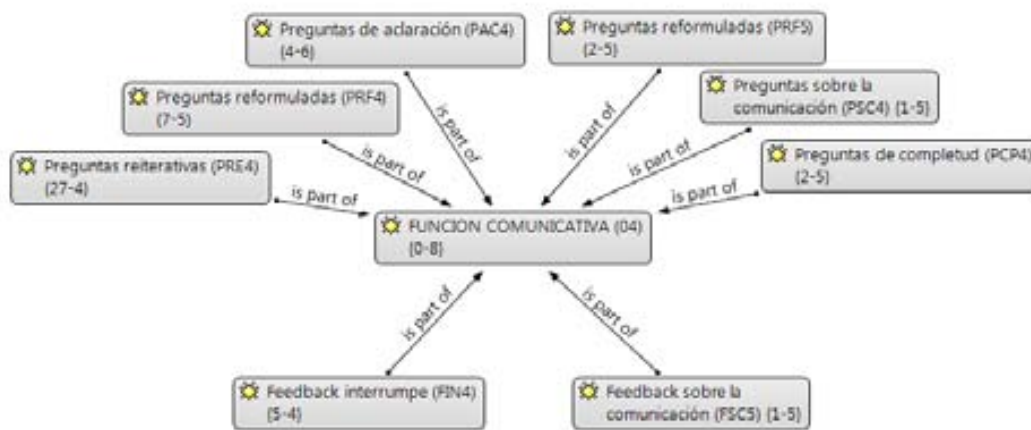 Preguntas de aclaración (PAC4)
{4-6}
Preguntas reformuladas (PRF5)
{2-5}
Preguntas reformuladas (PRF4)
{7-5}
Preguntas sobre la
comunicación (PSC4) {1-5}
Preguntas reiterativas (PRE4)
{27-4}
Preguntas de completud (PCP4)
{2-5}
is part of
is part of
is part of
is part of
is part of
is part of
FUNCION COMUNICATIVA (04)
{0-8}
is part of
is part of
Feedback interrumpe (FIN4)
{5-4}
Feedback sobre la
comunicación (FSC5) {1-5}